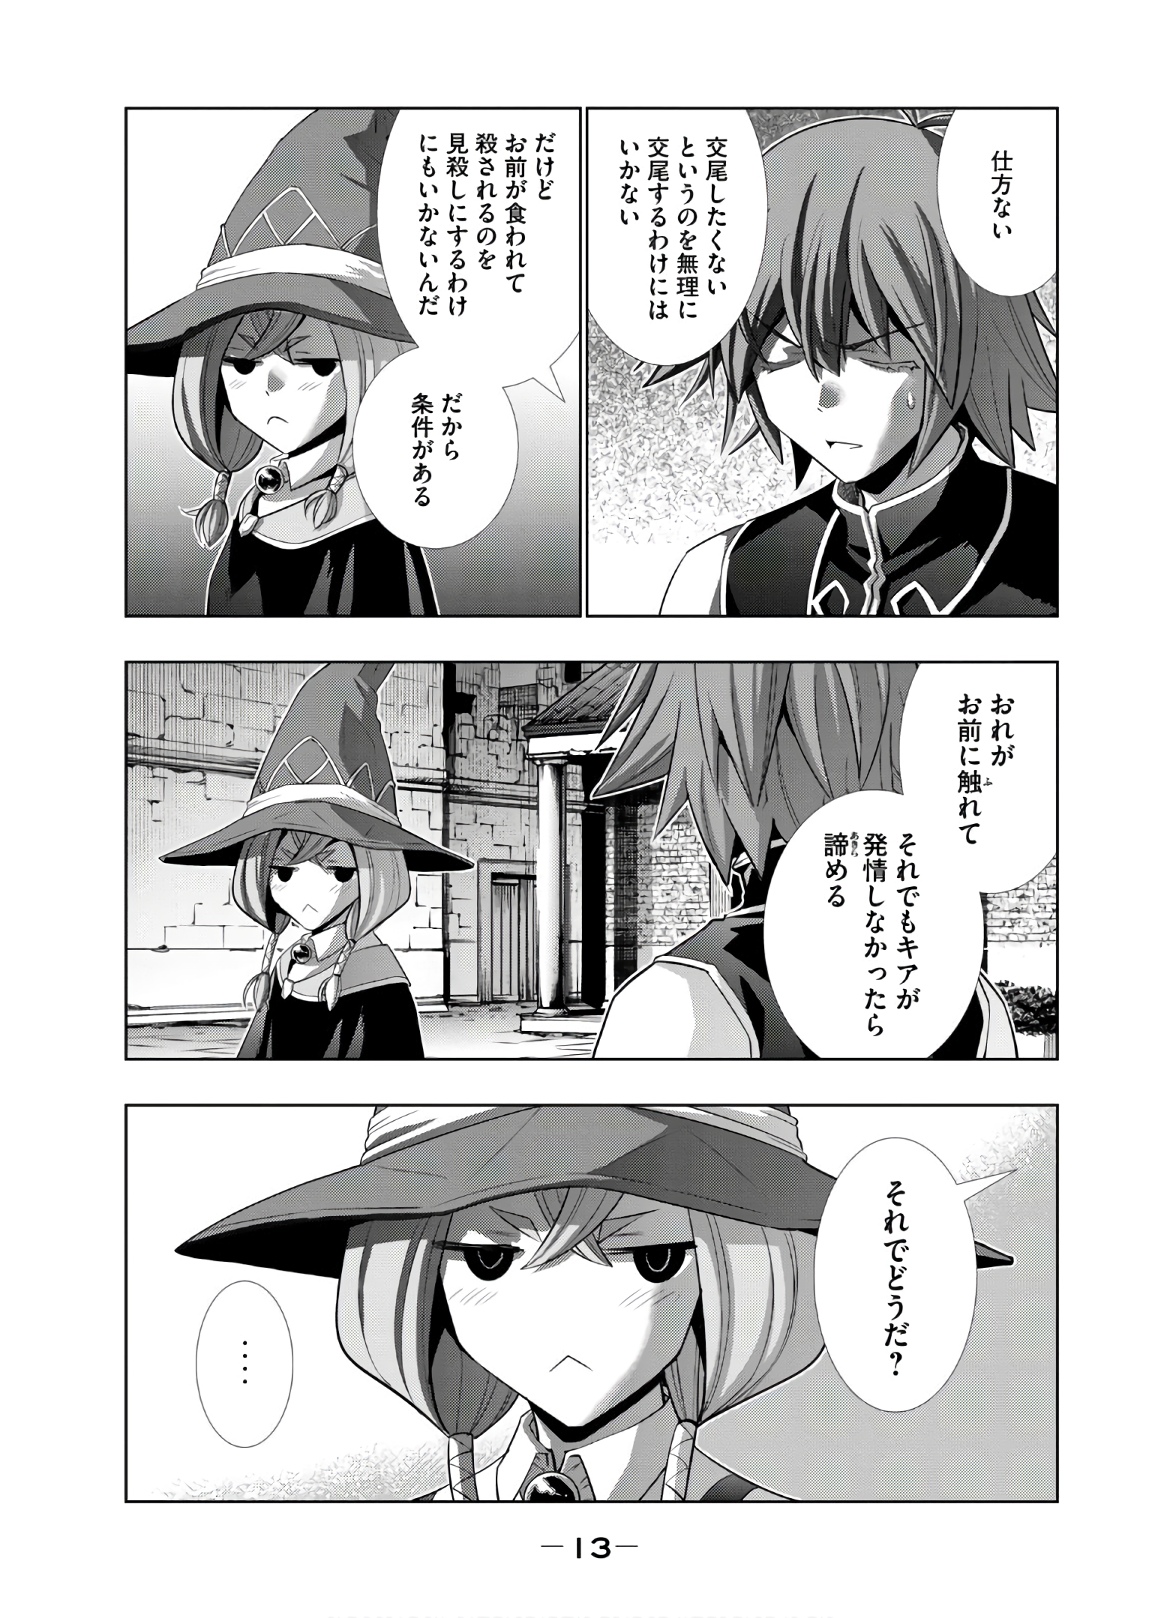 仕方ない
交尾したくない
というのを無理に
交尾するわけには
いかない
だけど
お前が食われて
殺されるのを
見殺しにするわけ
にもいかないんだ
だから
条件がある
おれが
お前に触れて
ふ
それでもキアが
発情しなかったら
諦める
あきら
それでどうだ？
‥‥
—13—